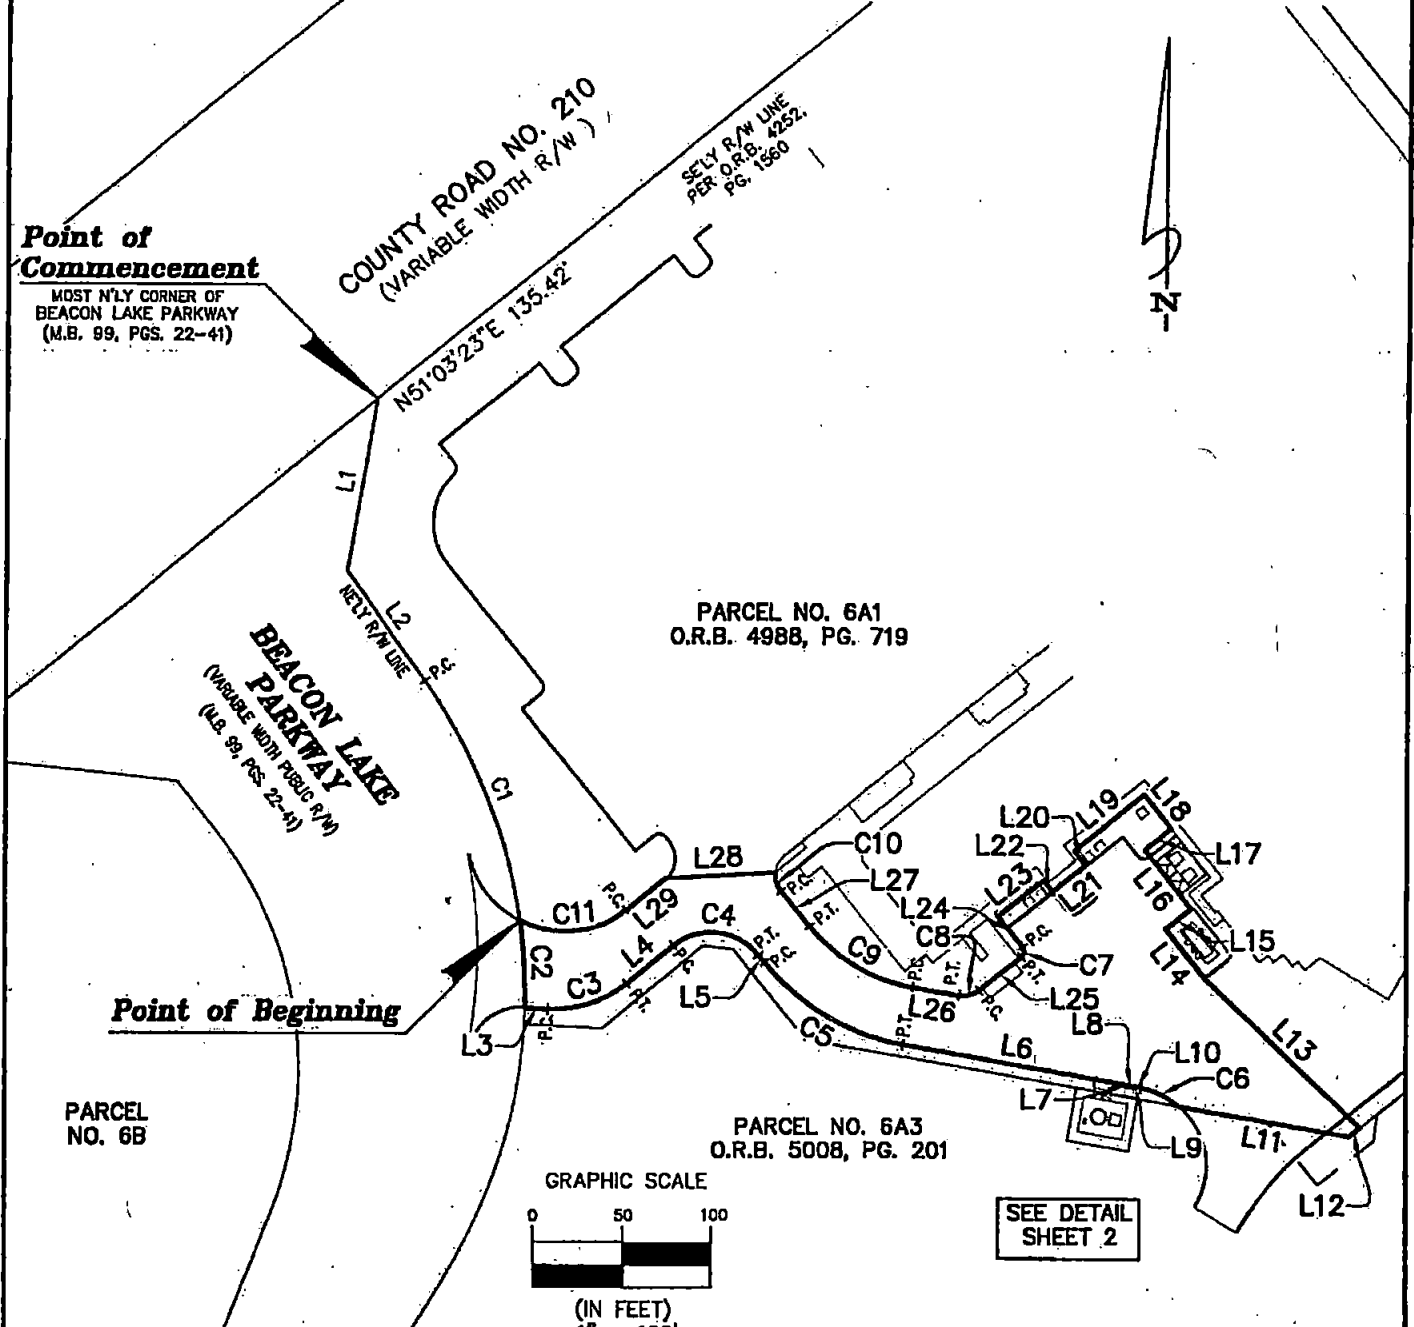 COUNTY ROAD NO. 210
(VARIABLE WIDTH R/W)
SE'LY R/W LINE
PER O.R.B. 4252,
PG. 1560
Point of
Commencement
MOST N'LY CORNER OF
BEACON LAKE PARKWAY
(M.B. 99, PGS. 22-41)
N51°03'23"E 135.42'
N
L1
L2
NE'LY R/W LINE
P.C.
BEACON LAKE
PARKWAY
(VARIABLE WIDTH PUBLIC R/W)
(M.B. 99, PGS. 22-41)
C1
PARCEL NO. 6A1
O.R.B. 4988, PG. 719
L19
L18
L20
L22
L17
C10
L28
P.C.
L27
L23
L21
L16
P.C.
L29
C11
C4
P.T.
L24
C8
P.C.
L15
C2
L4
P.T.
P.C.
C9
C7
L14
P.C.
P.C.
P.T.
P.T.
C3
P.T.
L5
L26
P.C.
L25
Point of Beginning
L3
P.C.
C5
P.T.
L6
L8
L13
L10
C6
L7
L9
L11
L12
PARCEL
NO. 6B
PARCEL NO. 6A3
O.R.B. 5008, PG. 201
GRAPHIC SCALE
0 50 100
(IN FEET)
SEE DETAIL
SHEET 2